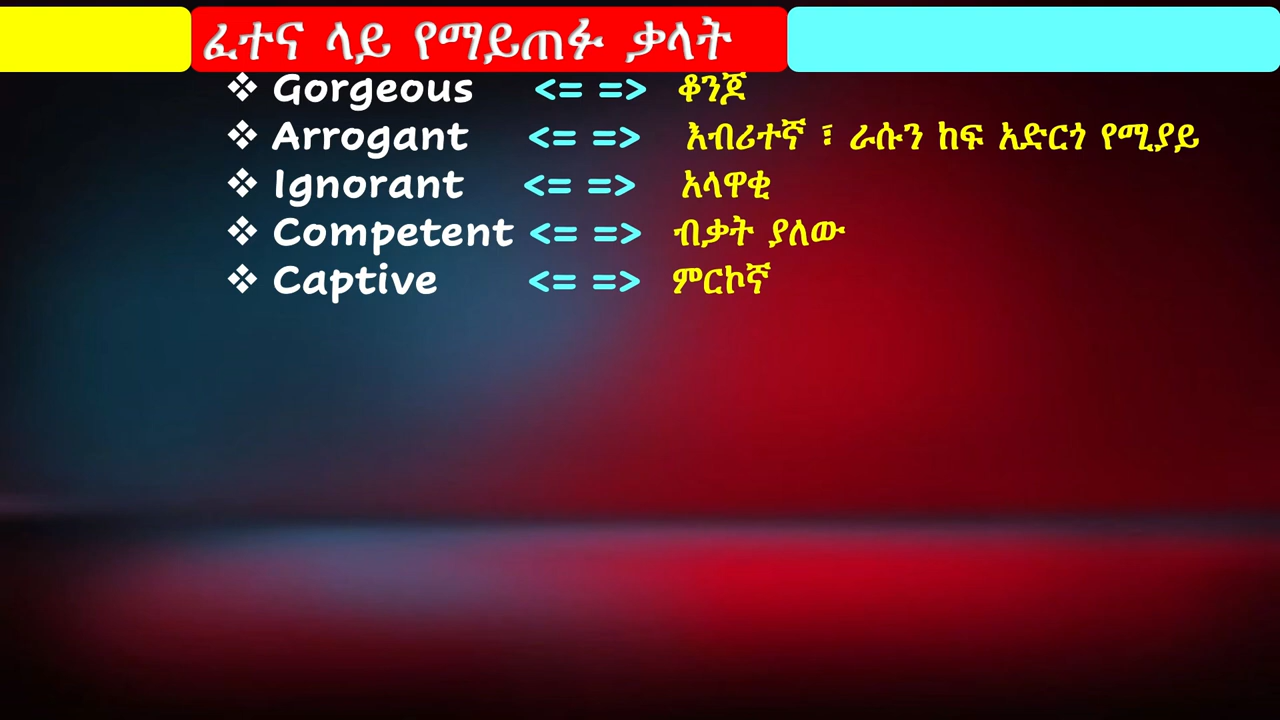 ፈተና ላይ የማይጠፉ ቃላት
❖ Gorgeous <= => ቆንጆ
❖ Arrogant <= => እብሪተኛ ፣ ራሱን ከፍ አድርጎ የሚያይ
❖ Ignorant <= => አላዋቂ
❖ Competent <= => ብቃት ያለው
❖ Captive <= => ምርኮኛ